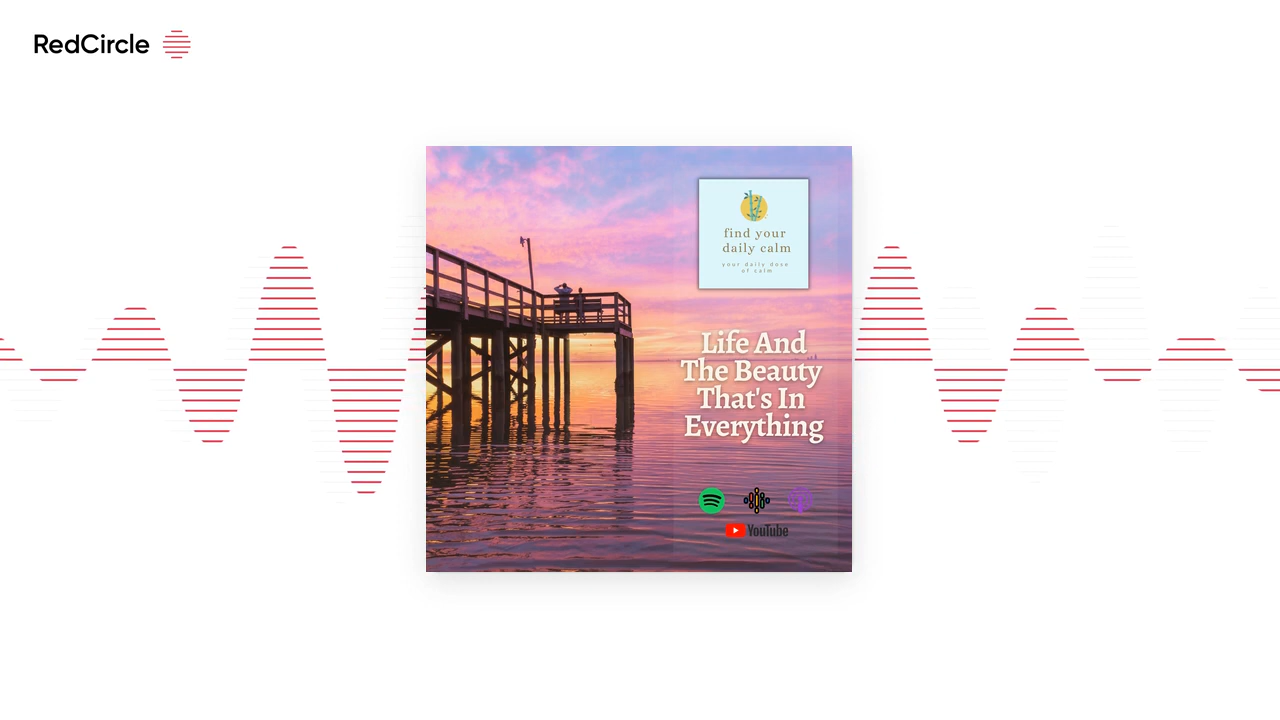 RedCircle
find your
daily calm
your daily dose
of calm
Life And
The Beauty
That's In
Everything
YouTube